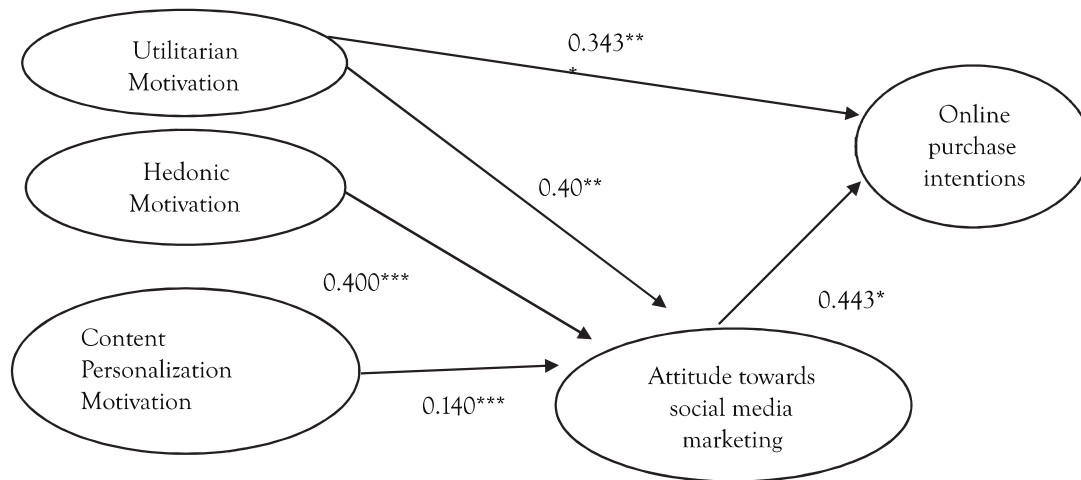 Utilitarian
Motivation
0.343**
*
Online
purchase
intentions
Hedonic
Motivation
0.40**
0.400***
0.443*
Content
Personalization
Motivation
0.140***
Attitude towards
social media
marketing